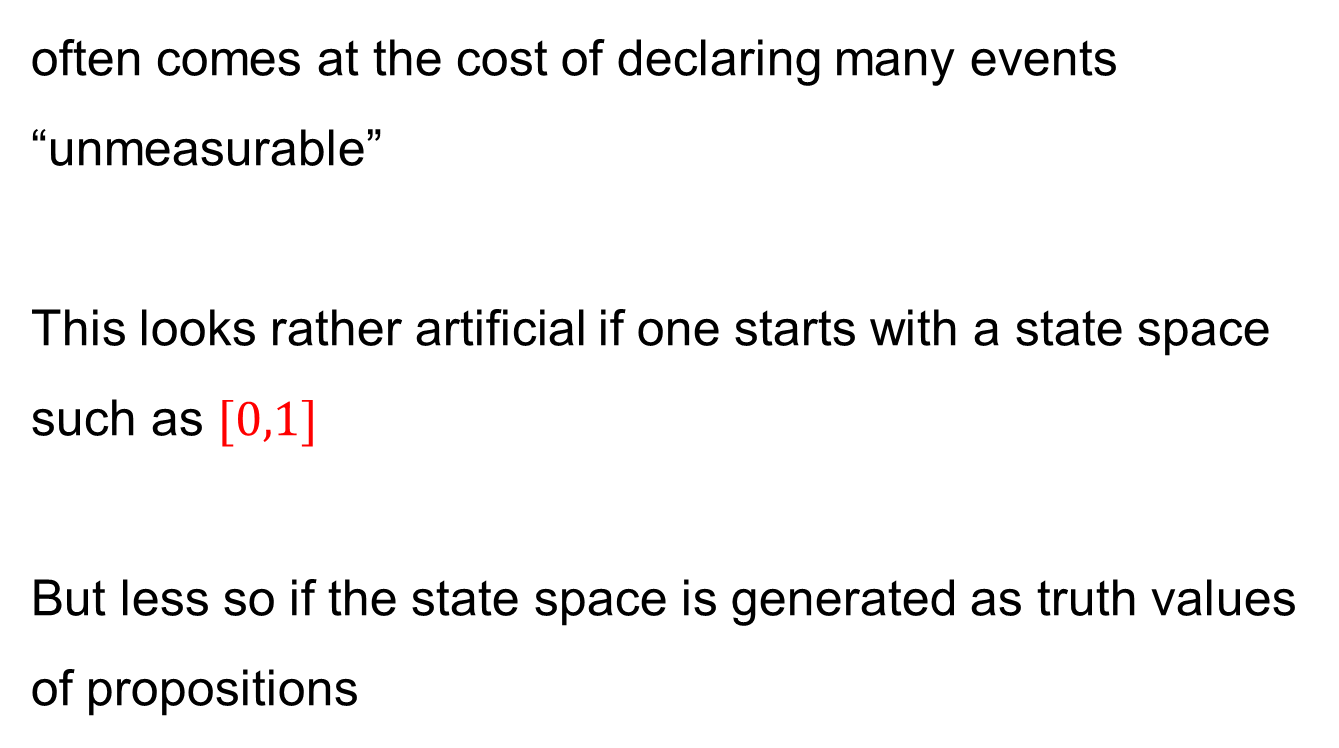 often comes at the cost of declaring many events
“unmeasurable”
This looks rather artificial if one starts with a state space
such as [0,1]
But less so if the state space is generated as truth values
of propositions